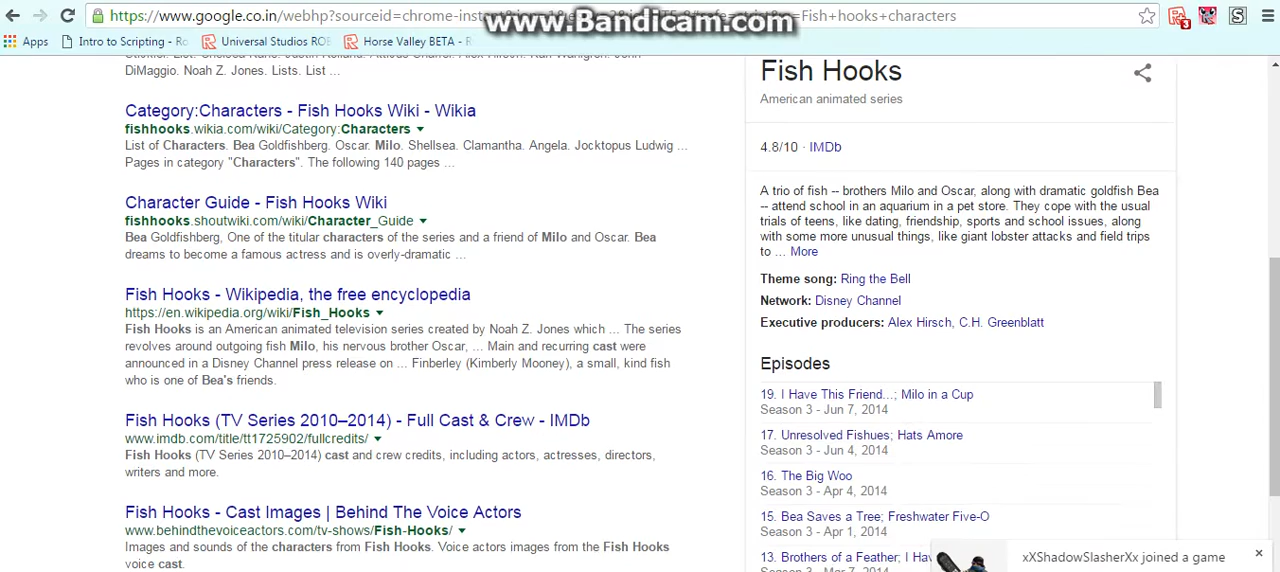 https://www.google.co.in/webhp?sourceid=chrome-instant&ion=1 Fish+hooks+characters
www.Bandicam.com
Apps Intro to Scripting - Ro Universal Studios ROB Horse Valley BETA - R
DiMaggio. Noah Z. Jones. Lists. List ...
Category:Characters - Fish Hooks Wiki - Wikia
fishhooks.wikia.com/wiki/Category:Characters
List of Characters. Bea Goldfishberg. Oscar. Milo. Shellsea. Clamantha. Angela. Jocktopus Ludwig ...
Pages in category "Characters". The following 140 pages ...
Character Guide - Fish Hooks Wiki
fishhooks.shoutwiki.com/wiki/Character_Guide
Bea Goldfishberg, One of the titular characters of the series and a friend of Milo and Oscar. Bea
dreams to become a famous actress and is overly-dramatic ...
Fish Hooks - Wikipedia, the free encyclopedia
https://en.wikipedia.org/wiki/Fish_Hooks
Fish Hooks is an American animated television series created by Noah Z. Jones which ... The series
revolves around outgoing fish Milo, his nervous brother Oscar, ... Main and recurring cast were
announced in a Disney Channel press release on ... Finberley (Kimberly Mooney), a small, kind fish
who is one of Bea's friends.
Fish Hooks (TV Series 2010–2014) - Full Cast & Crew - IMDb
www.imdb.com/title/tt1725902/fullcredits/
Fish Hooks (TV Series 2010–2014) cast and crew credits, including actors, actresses, directors,
writers and more.
Fish Hooks - Cast Images | Behind The Voice Actors
www.behindthevoiceactors.com/tv-shows/Fish-Hooks/
Images and sounds of the characters from Fish Hooks. Voice actors images from the Fish Hooks
voice cast.
Fish Hooks
American animated series
4.8/10 · IMDb
A trio of fish -- brothers Milo and Oscar, along with dramatic goldfish Bea
-- attend school in an aquarium in a pet store. They cope with the usual
trials of teens, like dating, friendship, sports and school issues, along
with some more unusual things, like giant lobster attacks and field trips
to ... More
Theme song: Ring the Bell
Network: Disney Channel
Executive producers: Alex Hirsch, C.H. Greenblatt
Episodes
19. I Have This Friend...; Milo in a Cup
Season 3 - Jun 7, 2014
17. Unresolved Fishues; Hats Amore
Season 3 - Jun 4, 2014
16. The Big Woo
Season 3 - Apr 4, 2014
15. Bea Saves a Tree; Freshwater Five-O
Season 3 - Apr 1, 2014
13. Brothers of a Feather; I Hav
xXShadowSlasherXx joined a game